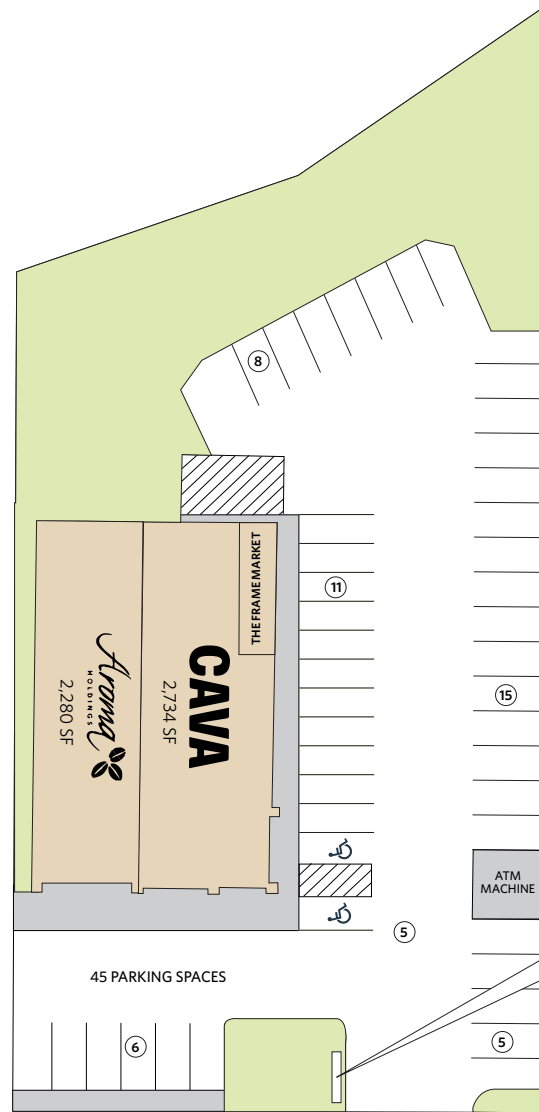 8
THE FRAME MARKET
11
CAVA
2,734 SF
Aroma
HOLDINGS
2,280 SF
15
ATM
MACHINE
5
45 PARKING SPACES
6
5